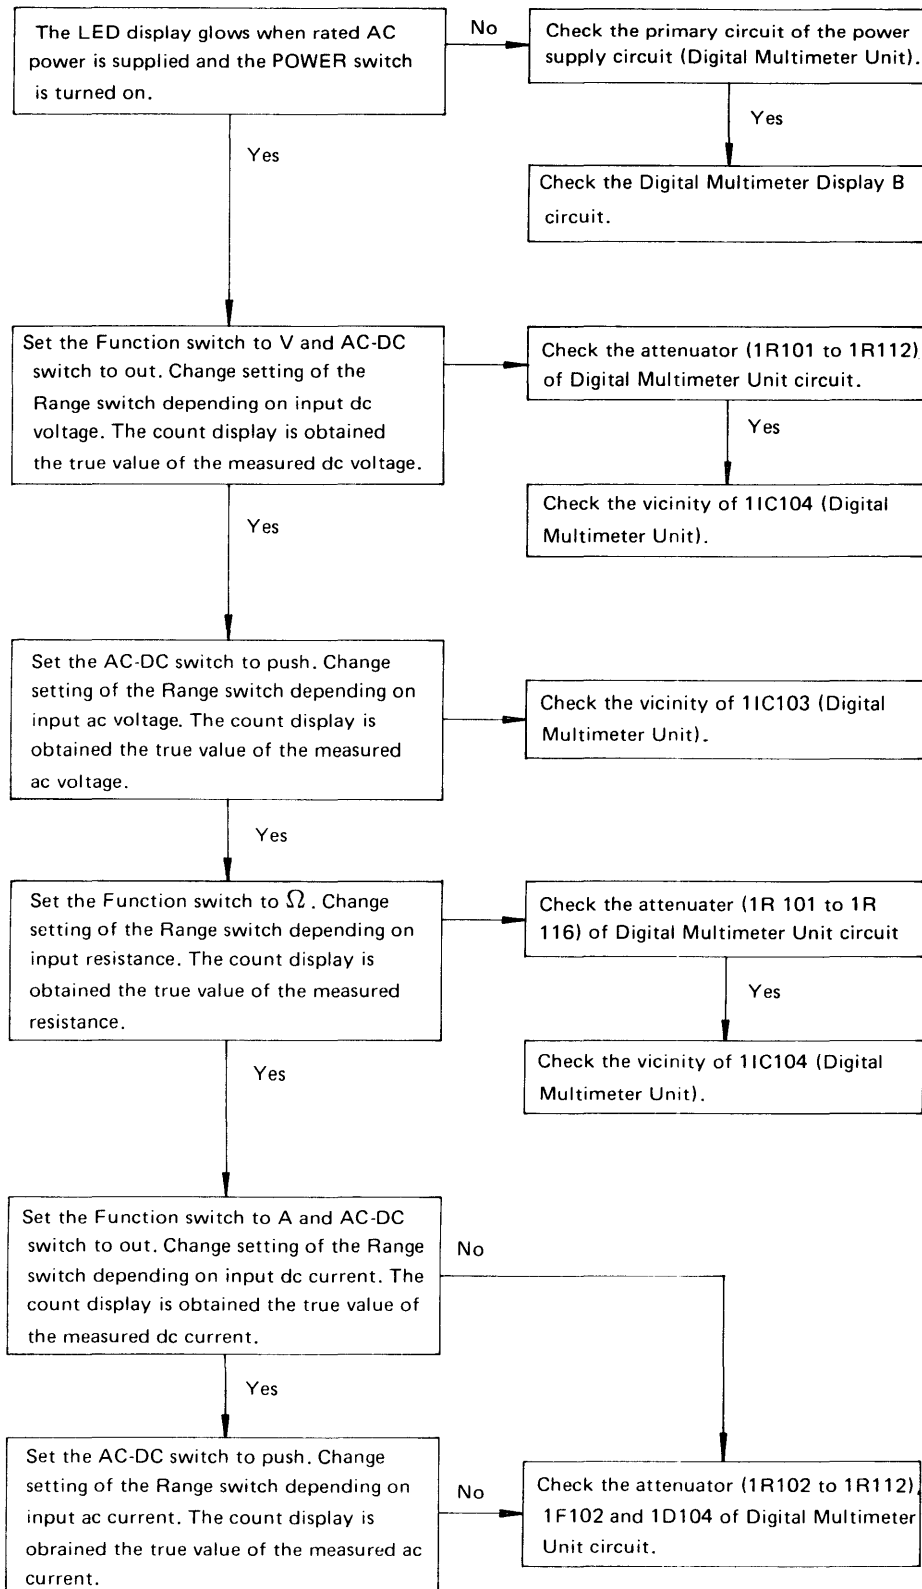 The LED display glows when rated AC
power is supplied and the POWER switch
is turned on.
No
Check the primary circuit of the power
supply circuit (Digital Multimeter Unit).
Yes
Yes
Check the Digital Multimeter Display B
circuit.
Set the Function switch to V and AC-DC
switch to out. Change setting of the
Range switch depending on input dc
voltage. The count display is obtained
the true value of the measured dc voltage.
Check the attenuator (1R101 to 1R112)
of Digital Multimeter Unit circuit.
Yes
Yes
Check the vicinity of 1IC104 (Digital
Multimeter Unit).
Set the AC-DC switch to push. Change
setting of the Range switch depending on
input ac voltage. The count display is
obtained the true value of the measured
ac voltage.
Check the vicinity of 1IC103 (Digital
Multimeter Unit).
Yes
Set the Function switch to Ω. Change
setting of the Range switch depending on
input resistance. The count display is
obtained the true value of the measured
resistance.
Check the attenuater (1R 101 to 1R
116) of Digital Multimeter Unit circuit
Yes
Yes
Check the vicinity of 1IC104 (Digital
Multimeter Unit).
Set the Function switch to A and AC-DC
switch to out. Change setting of the Range
switch depending on input dc current. The
count display is obtained the true value of
the measured dc current.
No
Yes
Set the AC-DC switch to push. Change
setting of the Range switch depending on
input ac current. The count display is
obrained the true value of the measured ac
current.
No
Check the attenuator (1R102 to 1R112),
1F102 and 1D104 of Digital Multimeter
Unit circuit.